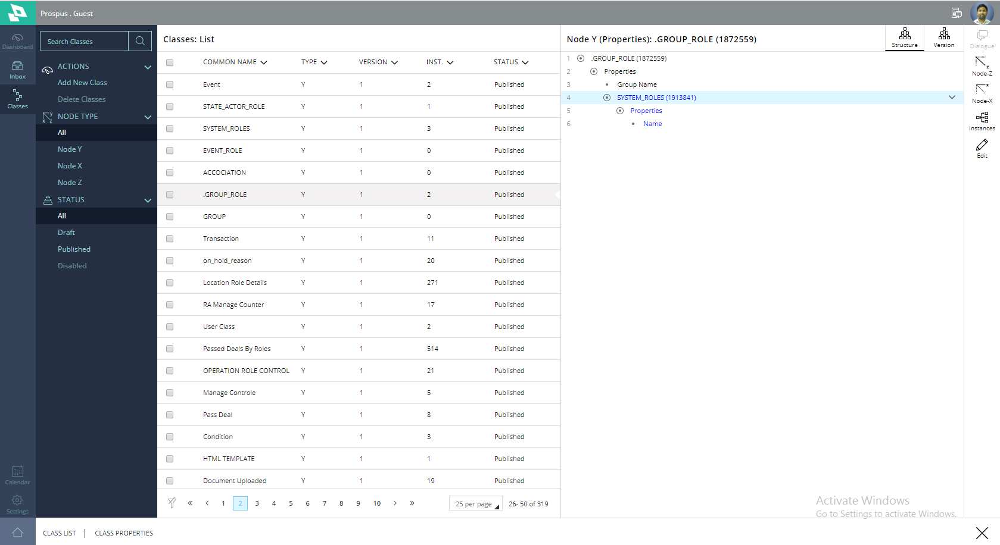 Prospus . Guest
Dashboard
Inbox
Classes
Calendar
Settings
Search Classes
ACTIONS
Add New Class
Delete Classes
NODE TYPE
All
Node Y
Node X
Node Z
STATUS
All
Draft
Published
Disabled
Classes: List
COMMON NAME TYPE VERSION INST. STATUS
Event Y 1 2 Published
STATE_ACTOR_ROLE Y 1 1 Published
SYSTEM_ROLES Y 1 3 Published
EVENT_ROLE Y 1 0 Published
ACCOCIATION Y 1 0 Published
.GROUP_ROLE Y 1 2 Published
GROUP Y 1 0 Published
Transaction Y 1 11 Published
on_hold_reason Y 1 20 Published
Location Role Details Y 1 271 Published
RA Manage Counter Y 1 17 Published
User Class Y 1 2 Published
Passed Deals By Roles Y 1 514 Published
OPERATION ROLE CONTROL Y 1 21 Published
Manage Controle Y 1 5 Published
Pass Deal Y 1 8 Published
Condition Y 1 3 Published
HTML TEMPLATE Y 1 1 Published
Document Uploaded Y 1 19 Published
« ‹ 1 2 3 4 5 6 7 8 9 10 › » 25 per page 26- 50 of 319
Node Y (Properties): .GROUP_ROLE (1872559)
Structure
Version
1 .GROUP_ROLE (1872559)
2 Properties
3 • Group Name
4 SYSTEM_ROLES (1913841)
5 Properties
6 • Name
Dialogue
Z
Node-Z
X
Node-X
Instances
Edit
Activate Windows
Go to Settings to activate Windows.
CLASS LIST | CLASS PROPERTIES